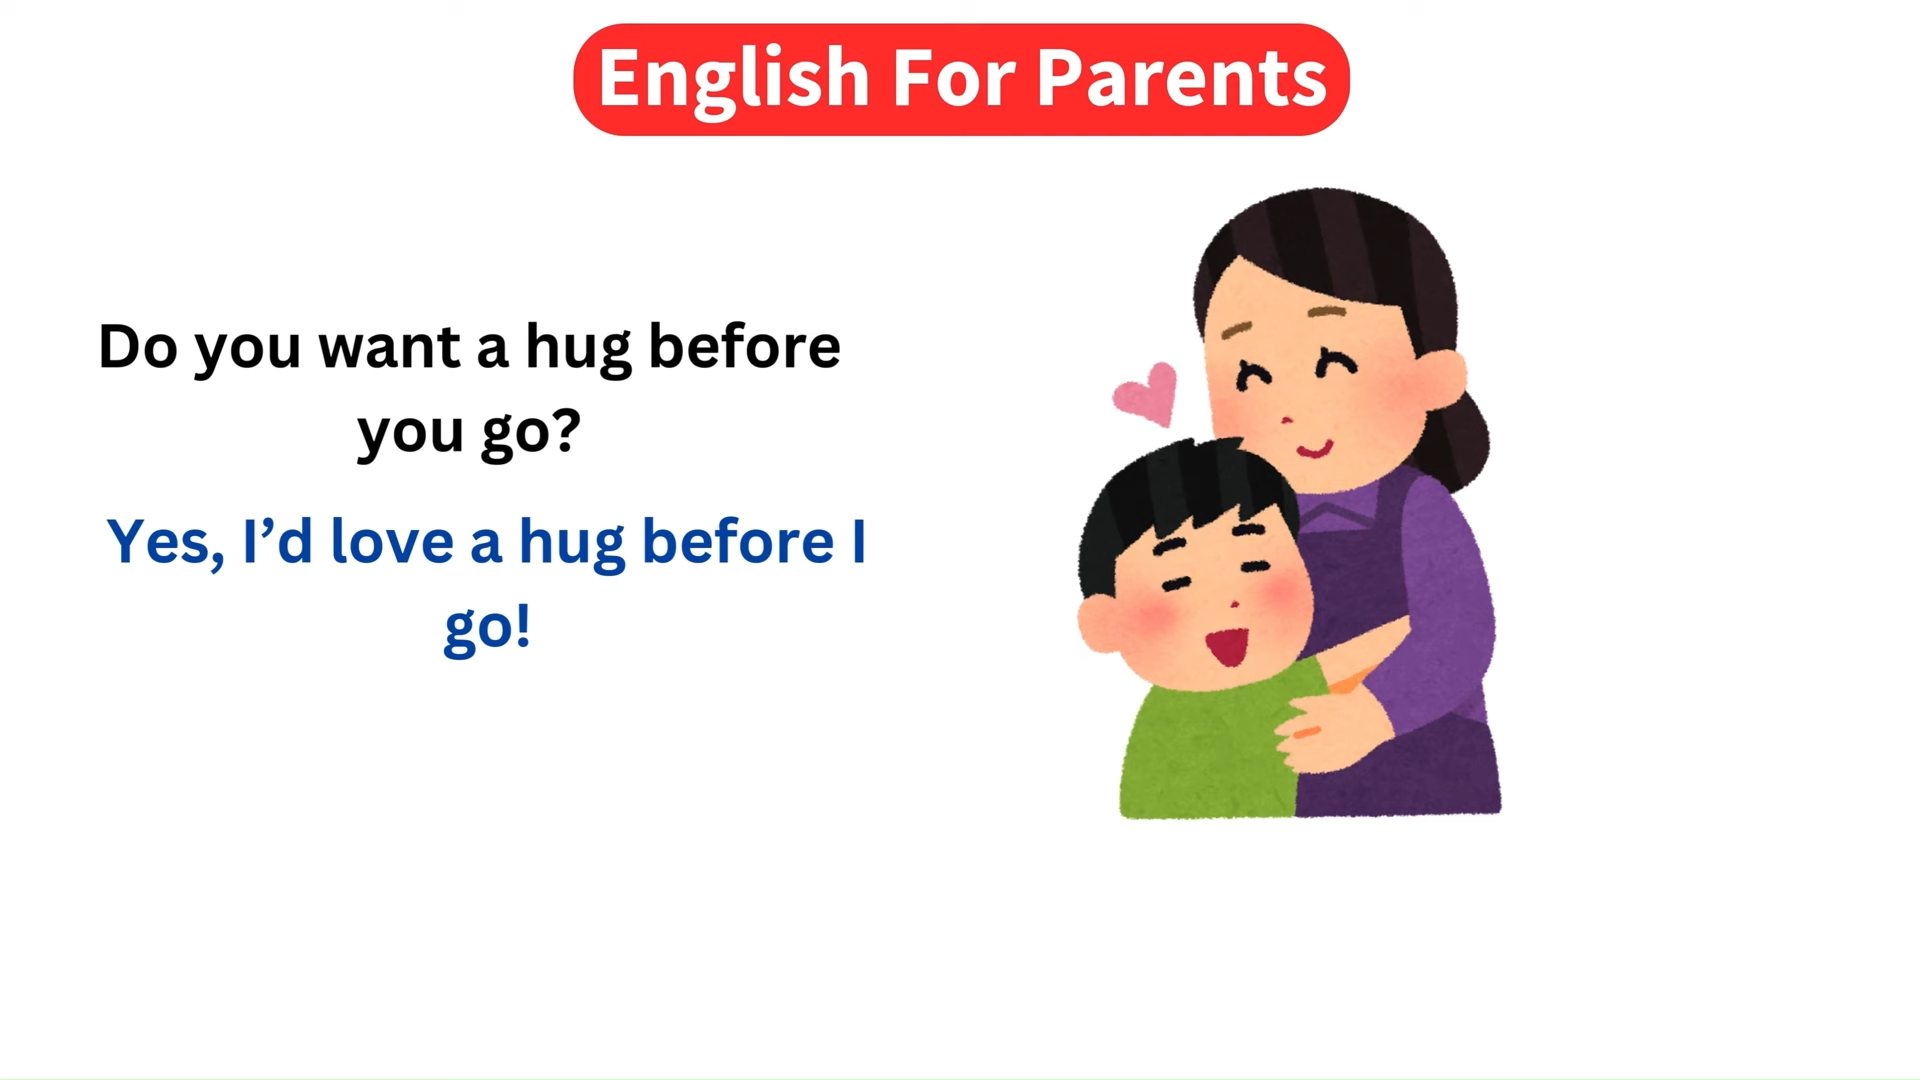 English For Parents
Do you want a hug before
you go?
Yes, I’d love a hug before I
go!